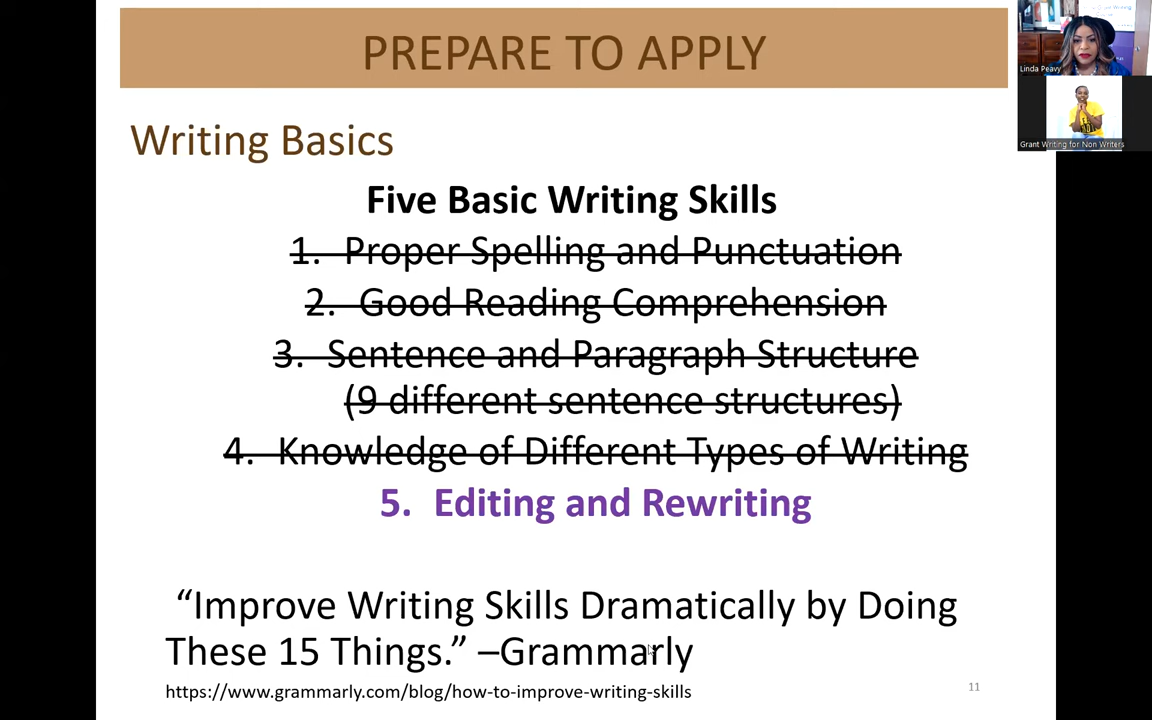 PREPARE TO APPLY
Linda Peavy
Grant Writing for Non Writers
Writing Basics
Five Basic Writing Skills
1. Proper Spelling and Punctuation
2. Good Reading Comprehension
3. Sentence and Paragraph Structure
(9 different sentence structures)
4. Knowledge of Different Types of Writing
5. Editing and Rewriting
“Improve Writing Skills Dramatically by Doing
These 15 Things.” –Grammarly
https://www.grammarly.com/blog/how-to-improve-writing-skills
11